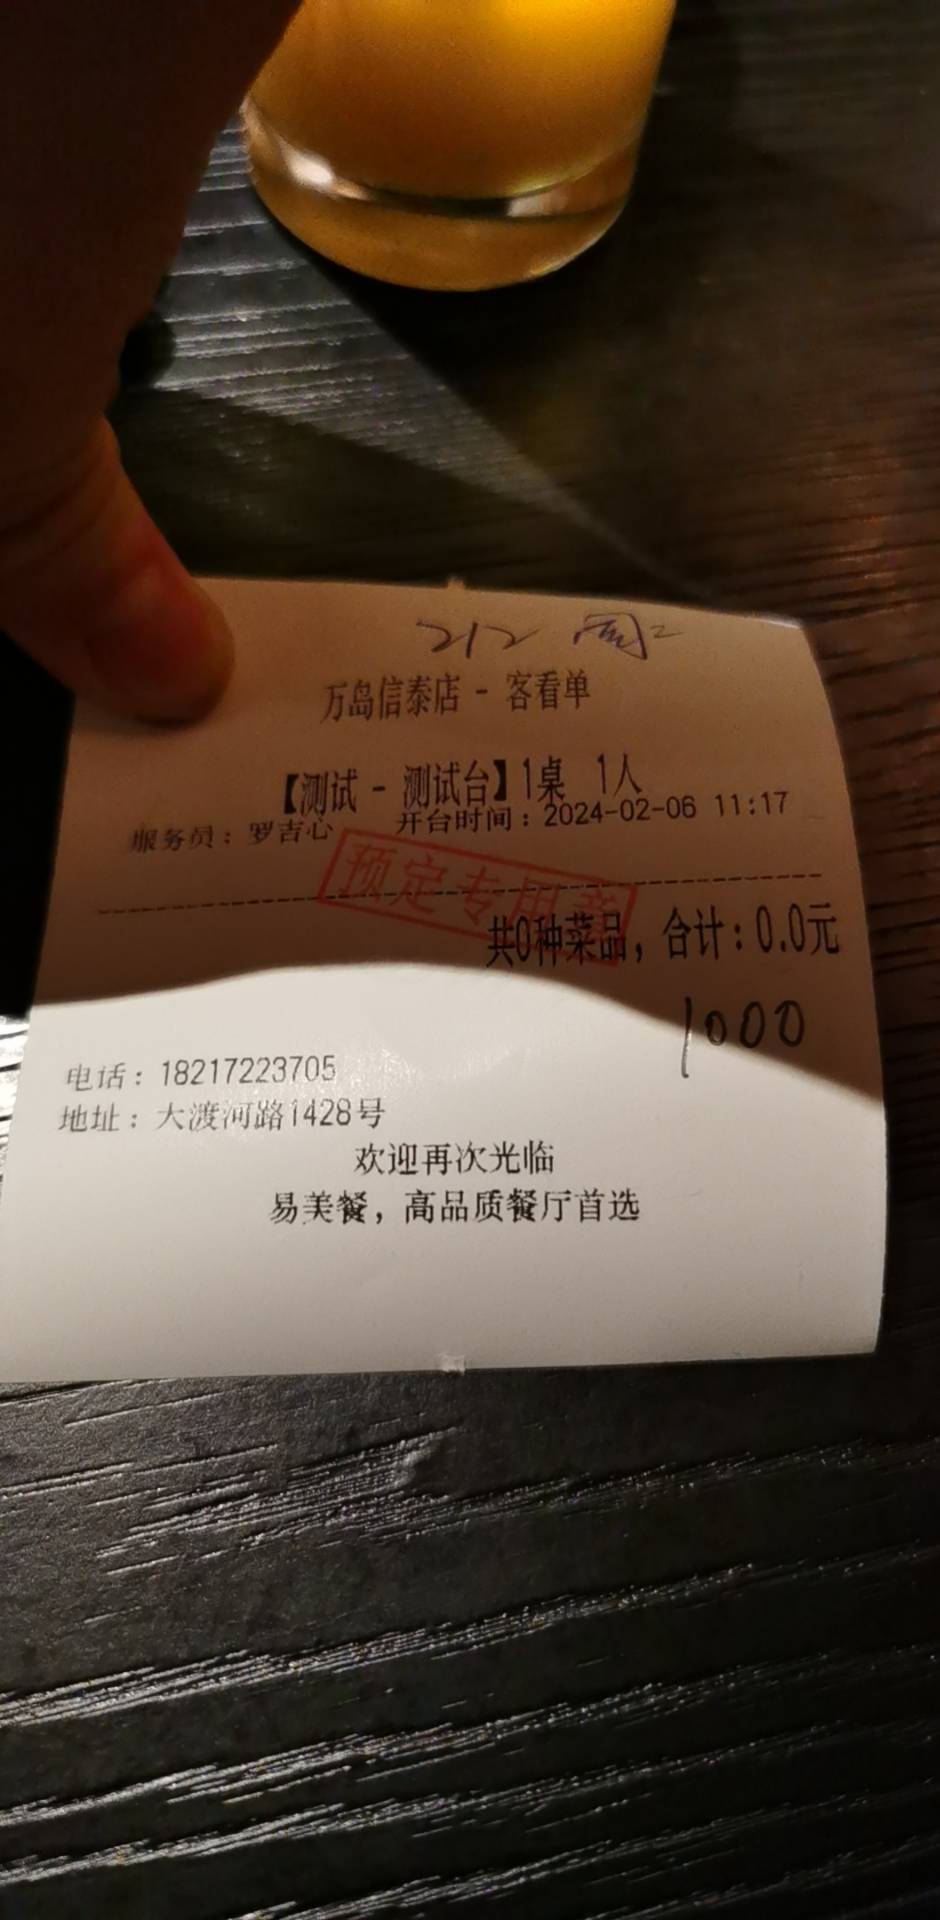 212 周二
万岛信泰店 - 客看单
【测试 - 测试台】1桌 1人
服务员：罗吉心 开台时间：2024-02-06 11:17
预定专用章
共0种菜品，合计：0.0元
1000
电话：18217223705
地址：大渡河路1428号
欢迎再次光临
易美餐，高品质餐厅首选